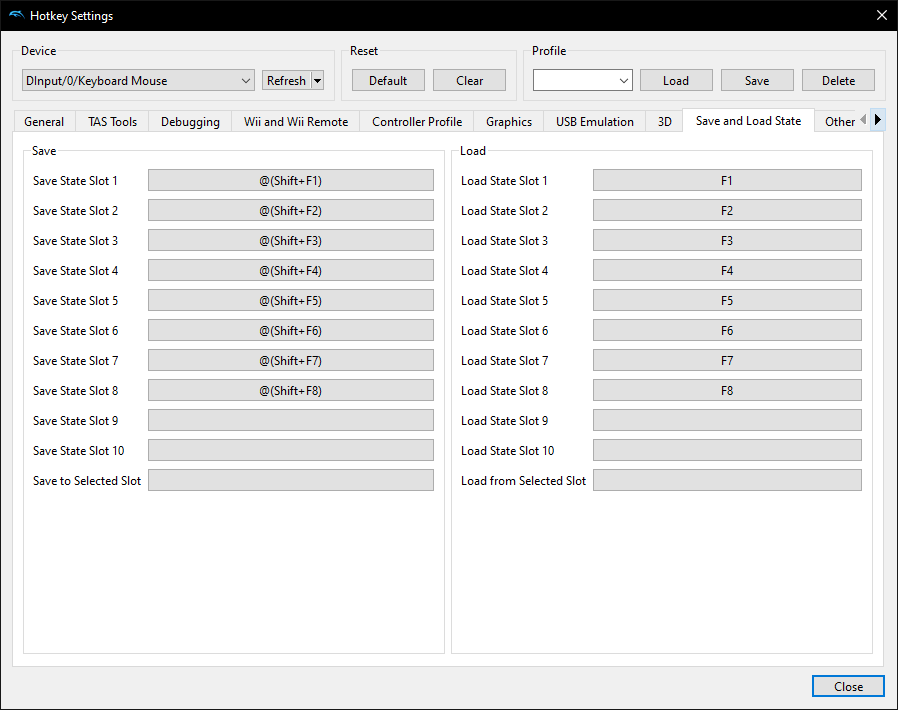 Hotkey Settings
Device
Reset
Profile
DInput/0/Keyboard Mouse
Refresh
Default
Clear
Load
Save
Delete
General
TAS Tools
Debugging
Wii and Wii Remote
Controller Profile
Graphics
USB Emulation
3D
Save and Load State
Other
Save
Save State Slot 1 @(Shift+F1)
Save State Slot 2 @(Shift+F2)
Save State Slot 3 @(Shift+F3)
Save State Slot 4 @(Shift+F4)
Save State Slot 5 @(Shift+F5)
Save State Slot 6 @(Shift+F6)
Save State Slot 7 @(Shift+F7)
Save State Slot 8 @(Shift+F8)
Save State Slot 9
Save State Slot 10
Save to Selected Slot
Load
Load State Slot 1 F1
Load State Slot 2 F2
Load State Slot 3 F3
Load State Slot 4 F4
Load State Slot 5 F5
Load State Slot 6 F6
Load State Slot 7 F7
Load State Slot 8 F8
Load State Slot 9
Load State Slot 10
Load from Selected Slot
Close